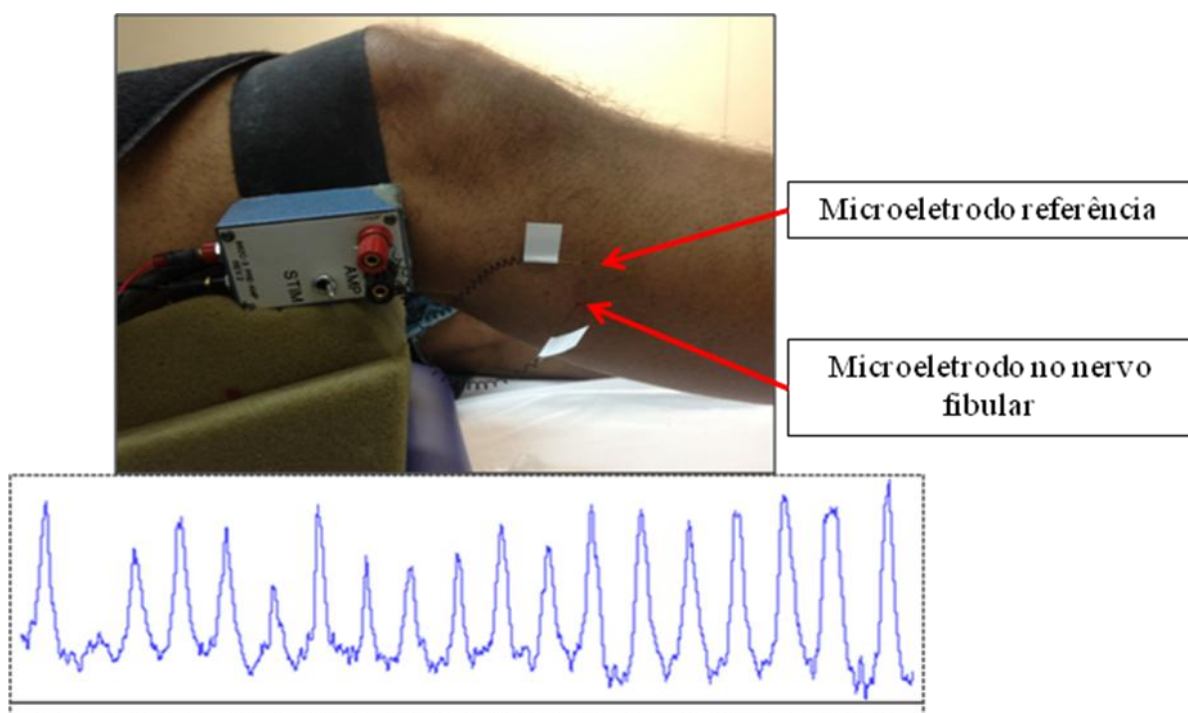 Microeletrodo referência
Microeletrodo no nervo
fibular
STIM
AMP